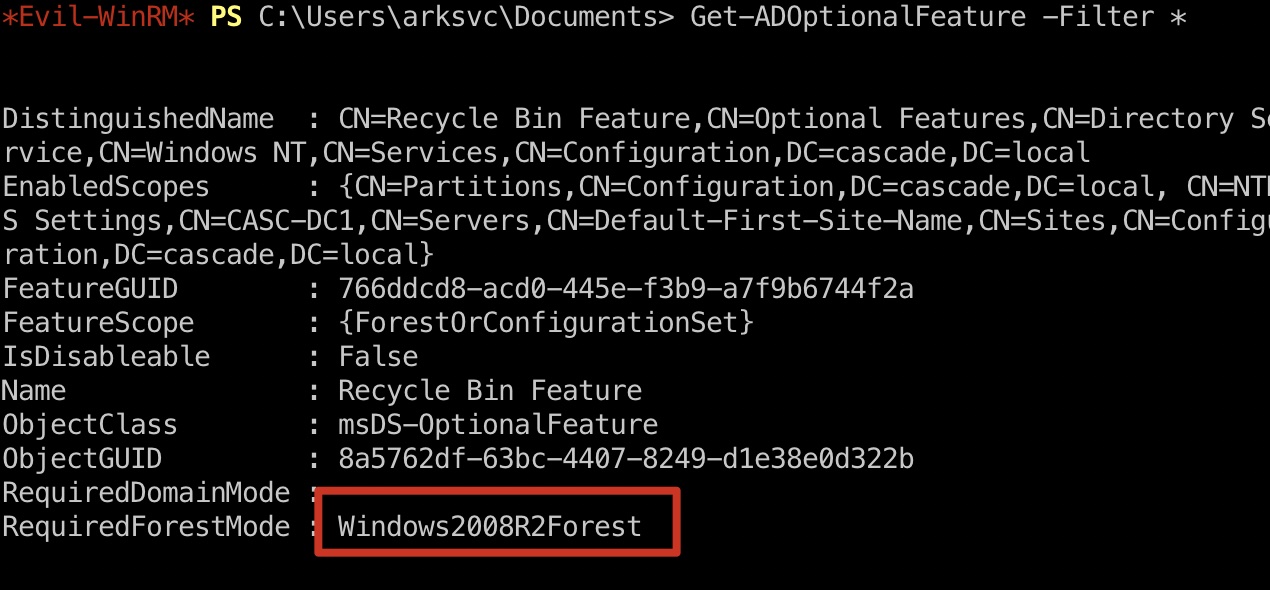 *Evil-WinRM* PS C:\Users\arksvc\Documents> Get-ADOptionalFeature -Filter *
DistinguishedName  : CN=Recycle Bin Feature,CN=Optional Features,CN=Directory Se
rvice,CN=Windows NT,CN=Services,CN=Configuration,DC=cascade,DC=local
EnabledScopes      : {CN=Partitions,CN=Configuration,DC=cascade,DC=local, CN=NTD
S Settings,CN=CASC-DC1,CN=Servers,CN=Default-First-Site-Name,CN=Sites,CN=Configu
ration,DC=cascade,DC=local}
FeatureGUID        : 766ddcd8-acd0-445e-f3b9-a7f9b6744f2a
FeatureScope       : {ForestOrConfigurationSet}
IsDisableable      : False
Name               : Recycle Bin Feature
ObjectClass        : msDS-OptionalFeature
ObjectGUID         : 8a5762df-63bc-4407-8249-d1e38e0d322b
RequiredDomainMode :
RequiredForestMode : Windows2008R2Forest